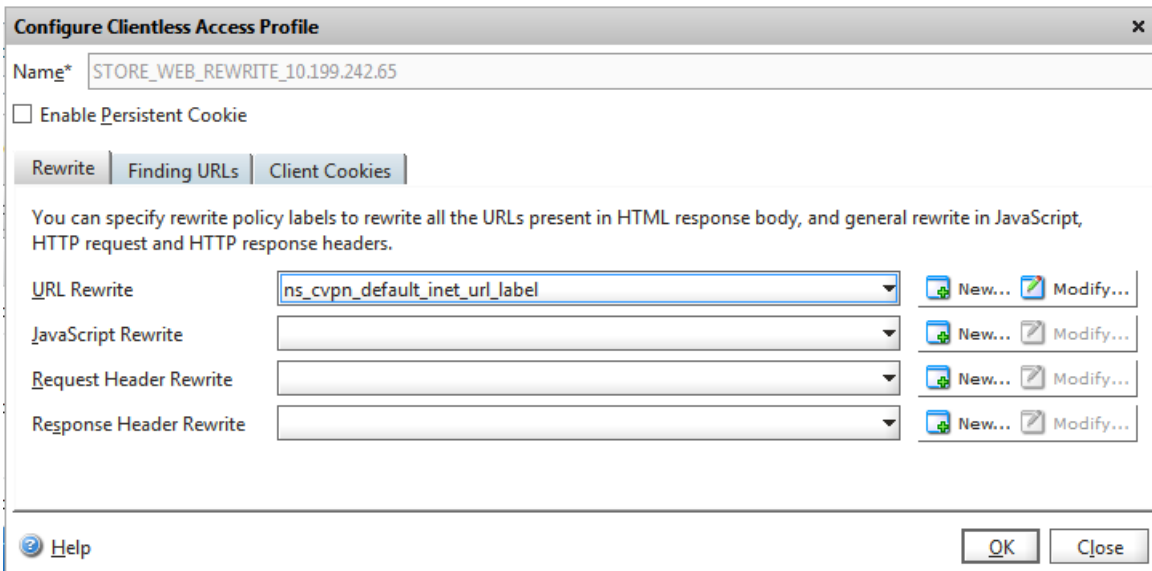 Configure Clientless Access Profile
Name* STORE_WEB_REWRITE_10.199.242.65
Enable Persistent Cookie
Rewrite Finding URLs Client Cookies
You can specify rewrite policy labels to rewrite all the URLs present in HTML response body, and general rewrite in JavaScript,
HTTP request and HTTP response headers.
URL Rewrite ns_cvpn_default_inet_url_label New... Modify...
JavaScript Rewrite New... Modify...
Request Header Rewrite New... Modify...
Response Header Rewrite New... Modify...
Help OK Close